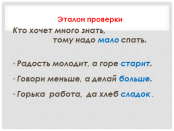 Эталон проверки
Кто хочет много знать,
тому надо мало спать.
· Радость молодит, а горе старит.
· Говори меньше, а делай больше.
· Горька работа, да хлеб сладок.